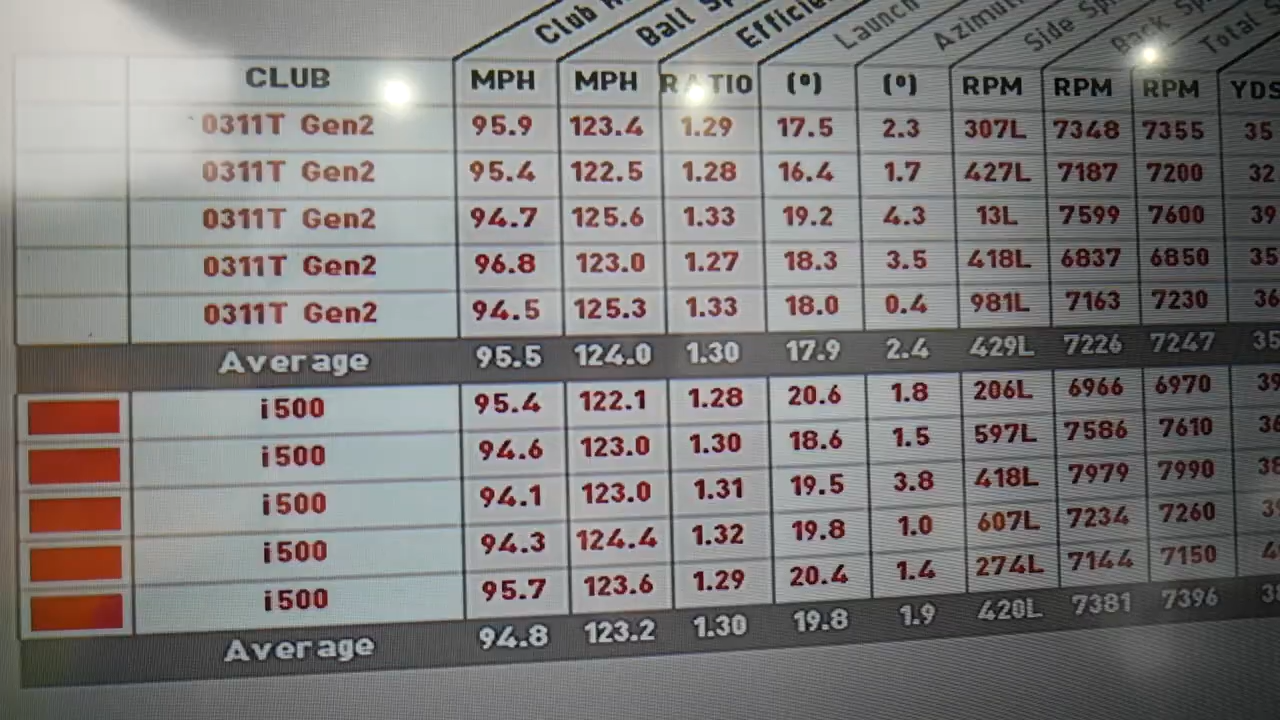 Club
Ball Sp
Efficie
Launch
Azimut
Side Spi
Back Sp
Total S
CLUB MPH MPH RATIO (º) (º) RPM RPM RPM YDS
0311T Gen2 95.9 123.4 1.29 17.5 2.3 307L 7348 7355 35
0311T Gen2 95.4 122.5 1.28 16.4 1.7 427L 7187 7200 32
0311T Gen2 94.7 125.6 1.33 19.2 4.3 13L 7599 7600 39
0311T Gen2 96.8 123.0 1.27 18.3 3.5 418L 6837 6850 35
0311T Gen2 94.5 125.3 1.33 18.0 0.4 981L 7163 7230 36
Average 95.5 124.0 1.30 17.9 2.4 429L 7226 7247 35
i500 95.4 122.1 1.28 20.6 1.8 206L 6966 6970 39
i500 94.6 123.0 1.30 18.6 1.5 597L 7586 7610 36
i500 94.1 123.0 1.31 19.5 3.8 418L 7979 7990 38
i500 94.3 124.4 1.32 19.8 1.0 607L 7234 7260
i500 95.7 123.6 1.29 20.4 1.4 274L 7144 7150 4
Average 94.8 123.2 1.30 19.8 1.9 420L 7381 7396